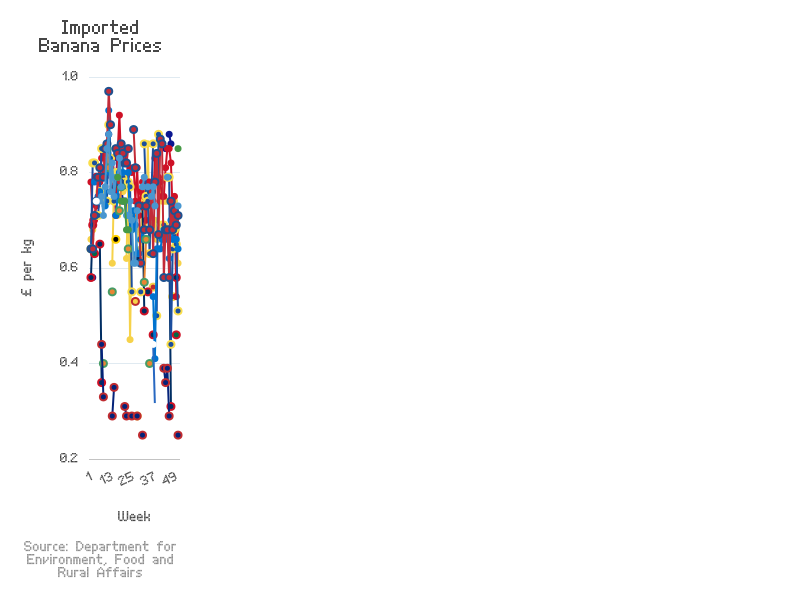 Imported
Banana Prices
1.0
0.8
0.6
0.4
0.2
£ per kg
1 13 25 37 49
Week
Source: Department for
Environment, Food and
Rural Affairs